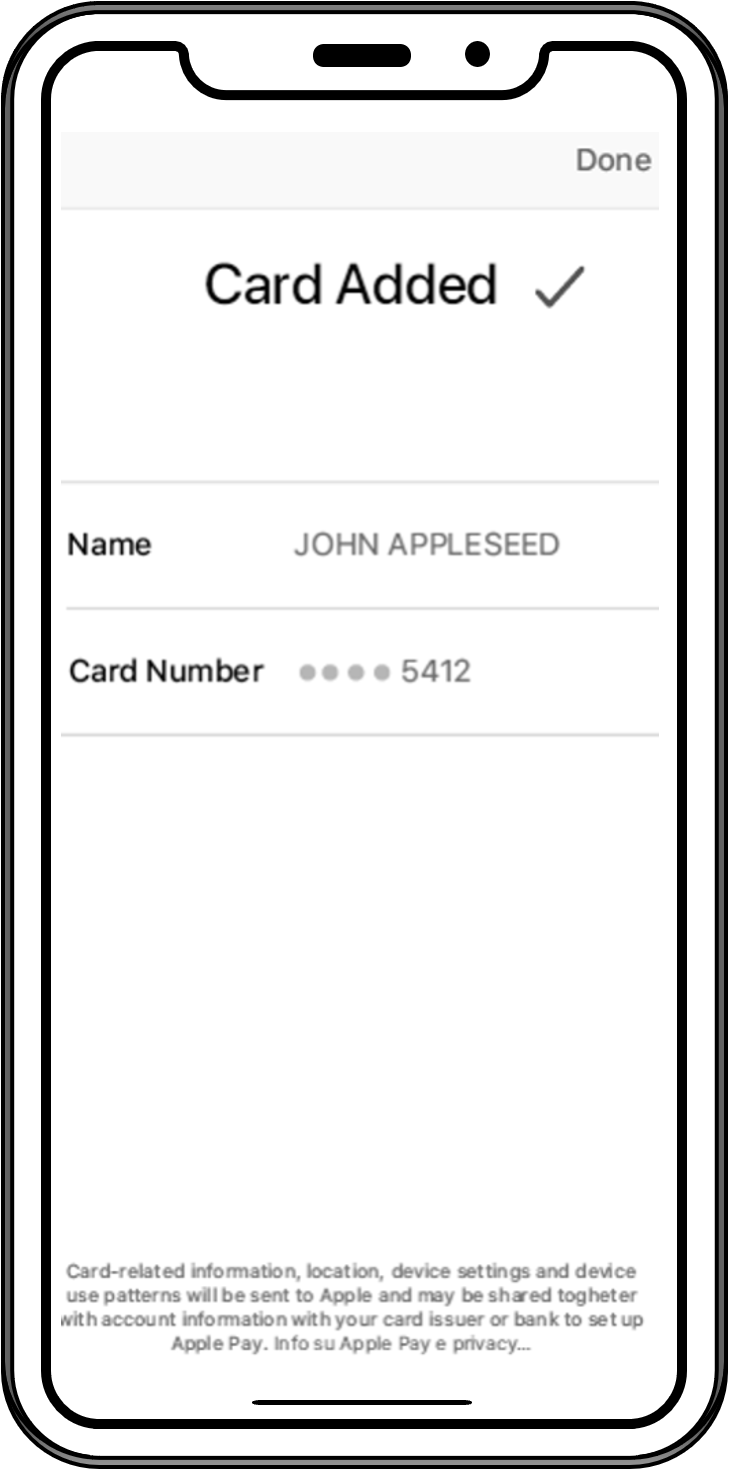 Done
Card Added
Name JOHN APPLESEED
Card Number •••• 5412
Card-related information, location, device settings and device
use patterns will be sent to Apple and may be shared togheter
with account information with your card issuer or bank to set up
Apple Pay. Info su Apple Pay e privacy...